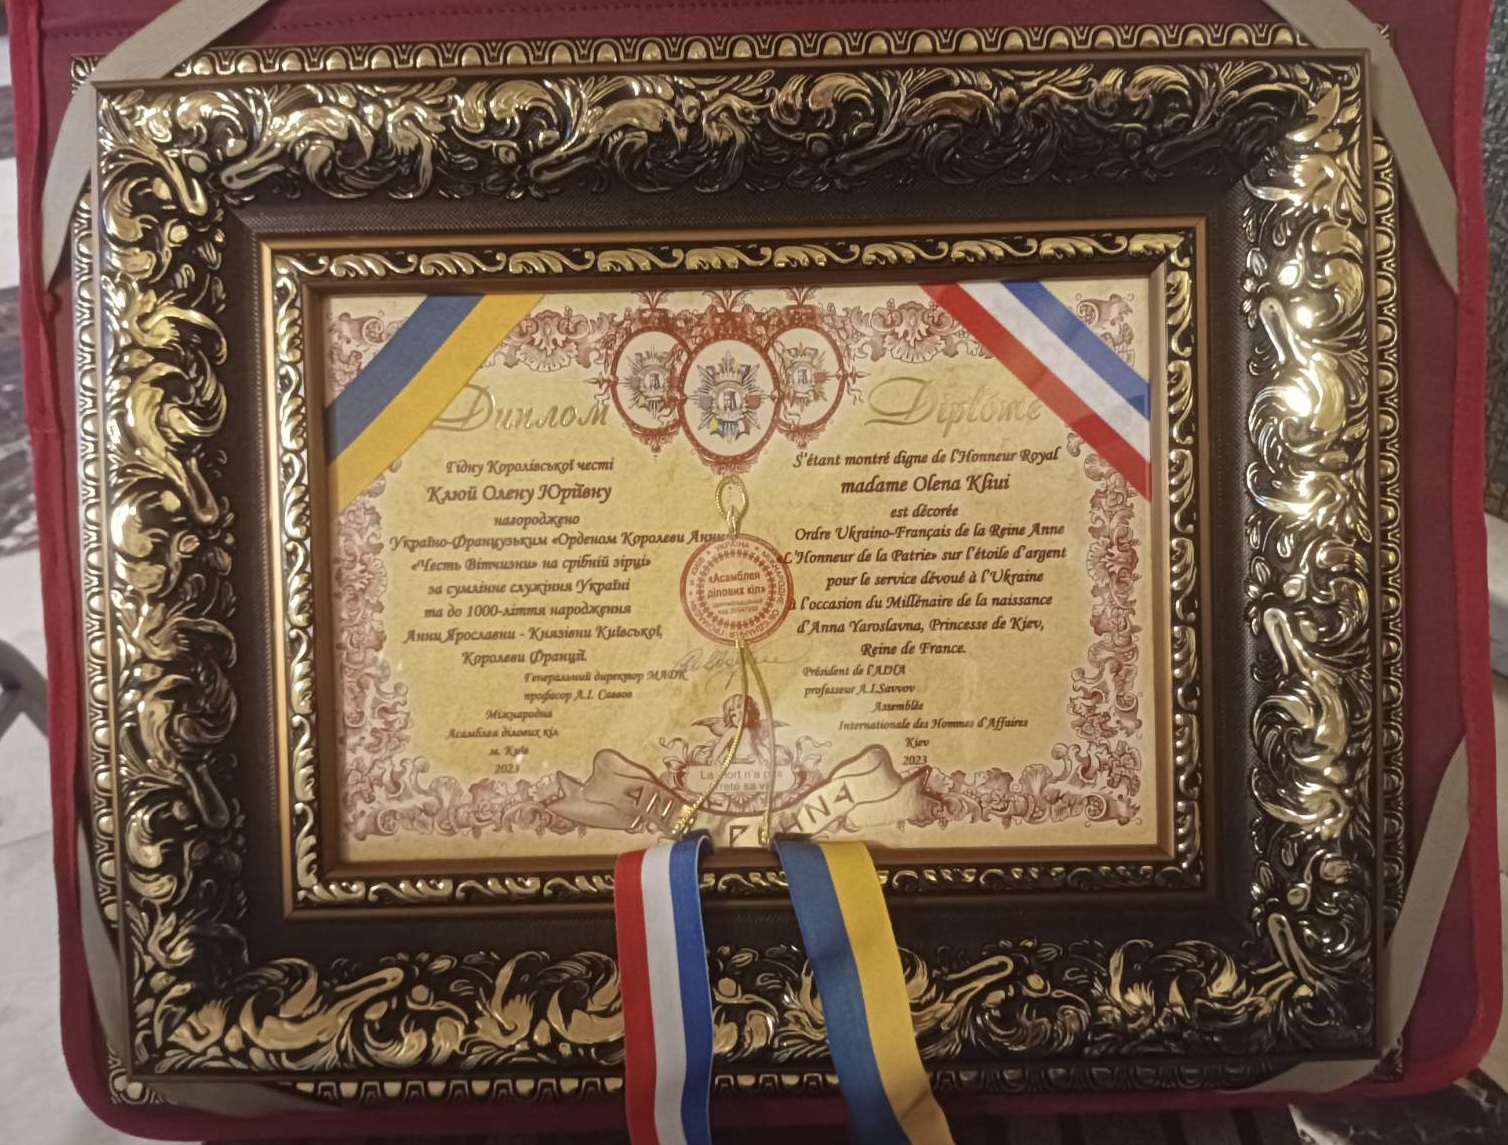 Диплом
Гідну Королівської честі
Клюй Олену Юріївну
нагороджено
Україно-Французьким «Орденом Королеви Анни»
«Честь Вітчизни» на срібній зірці»
за сумлінне служіння Україні
та до 1000-ліття народження
Анни Ярославни - Князівни Київської,
Королеви Франції.
Генеральний директор МАДК
професор А.І. Саввов
Міжнародна
Асамблея ділових кіл
м. Київ
2023
УКРАЇНА
«Асамблея
ділових кіл»
Diplôme
S'étant montré digne de l'Honneur Royal
madame Olena Kliui
est décorée
Ordre Ukraino-Français de la Reine Anne
L'Honneur de la Patrie» sur l'étoile d'argent
pour le service dévoué à l'Ukraine
à l'occasion du Millénaire de la naissance
d'Anna Yaroslavna, Princesse de Kiev,
Reine de France.
Président de l'AIHA
professeur A.I.Savvov
Assemblée
Internationale des Hommes d'Affaires
Kiev
2023